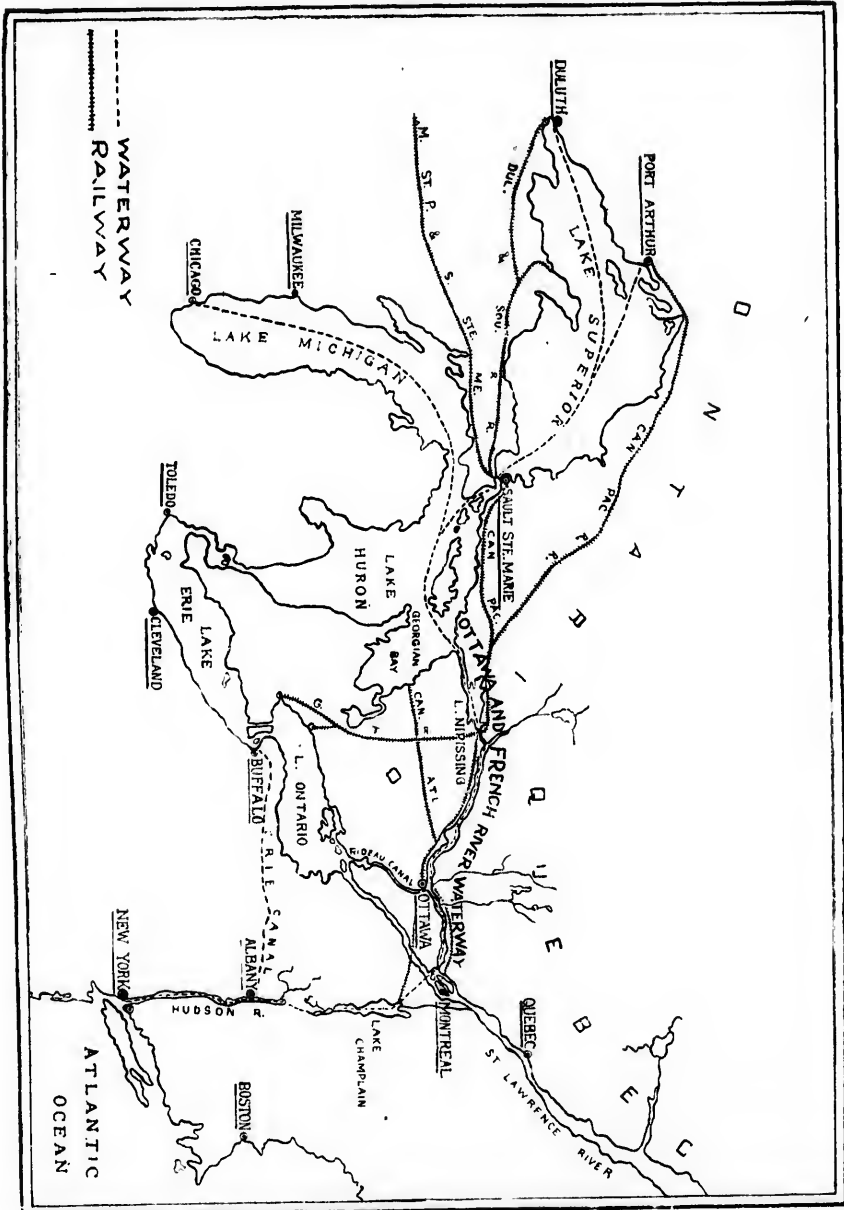 DULUTH
PORT ARTHUR
LAKE SUPERIOR
DUL. & SOU. R R.
M. ST. P. & S. STE. ME. R.
SAULT STE. MARIE
CAN PAC R R.
CAN PAC.
ONTARIO
QUEBEC
MILWAUKEE
CHICAGO
LAKE MICHIGAN
LAKE HURON
GEORGIAN BAY
TOLEDO
CLEVELAND
LAKE ERIE
BUFFALO
L. ONTARIO
G. T R
CAN. ATL
L. NIPISSING
OTTAWA AND FRENCH RIVER WATERWAY
RIDEAU CANAL
OTTAWA
MONTREAL
QUEBEC
ST LAWRENCE RIVER
RIE CANAL
ALBANY
NEW YORK
HUDSON R.
LAKE CHAMPLAIN
BOSTON
ATLANTIC OCEAN
WATERWAY
RAILWAY